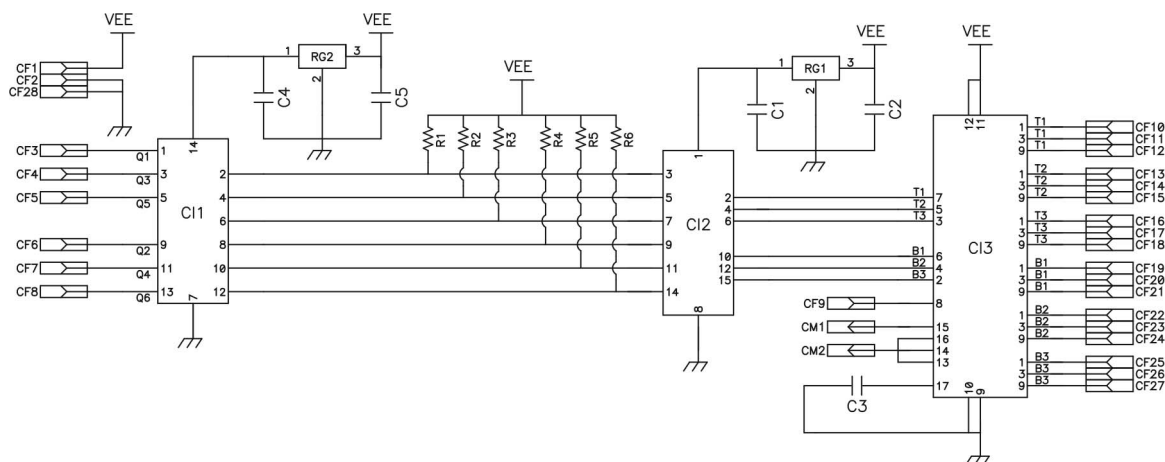 VEE
CF1
CF2
CF28
VEE
1
RG2
3
2
C4
C5
VEE
R1
R2
R3
R4
R5
R6
VEE
1
RG1
3
2
C1
C2
VEE
12
11
CF3
1
Q1
CF4
3
Q3
CF5
5
Q5
CF6
9
Q2
CF7
11
Q4
CF8
13
Q6
14
CI1
7
2
4
6
8
10
12
1
3
5
7
9
11
14
CI2
8
2
4
6
10
12
15
T1
7
T2
5
T3
3
B1
6
B2
4
B3
2
CF9
8
CM1
15
16
CM2
14
13
17
C3
CI3
10
9
1
T1
CF10
3
T1
CF11
9
T1
CF12
1
T2
CF13
3
T2
CF14
9
T2
CF15
1
T3
CF16
3
T3
CF17
9
T3
CF18
1
B1
CF19
3
B1
CF20
9
B1
CF21
1
B2
CF22
3
B2
CF23
9
B2
CF24
1
B3
CF25
3
B3
CF26
9
B3
CF27